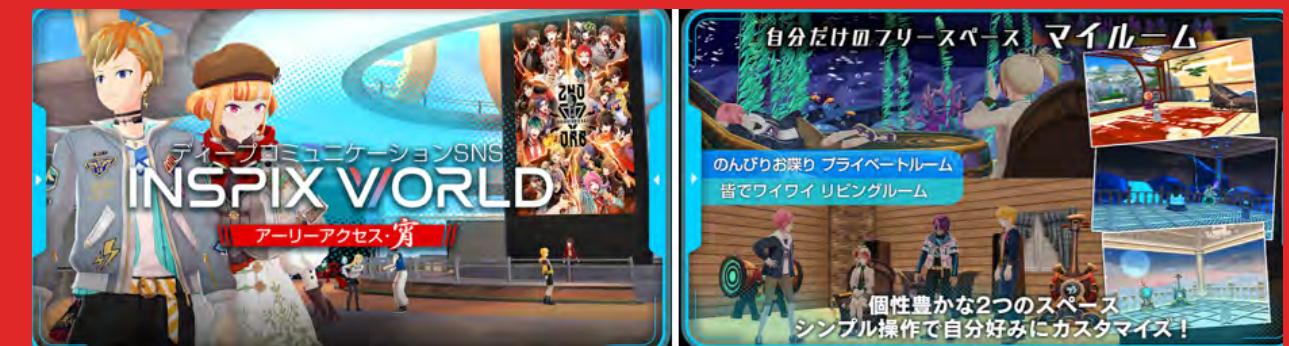 ディープコミュニケーションSNS
INSPIX WORLD
アーリーアクセス・宵
自分だけのフリースペース マイルーム
のんびりお喋り プライベートルーム
皆でワイワイ リビングルーム
個性豊かな2つのスペース
シンプル操作で自分好みにカスタマイズ！